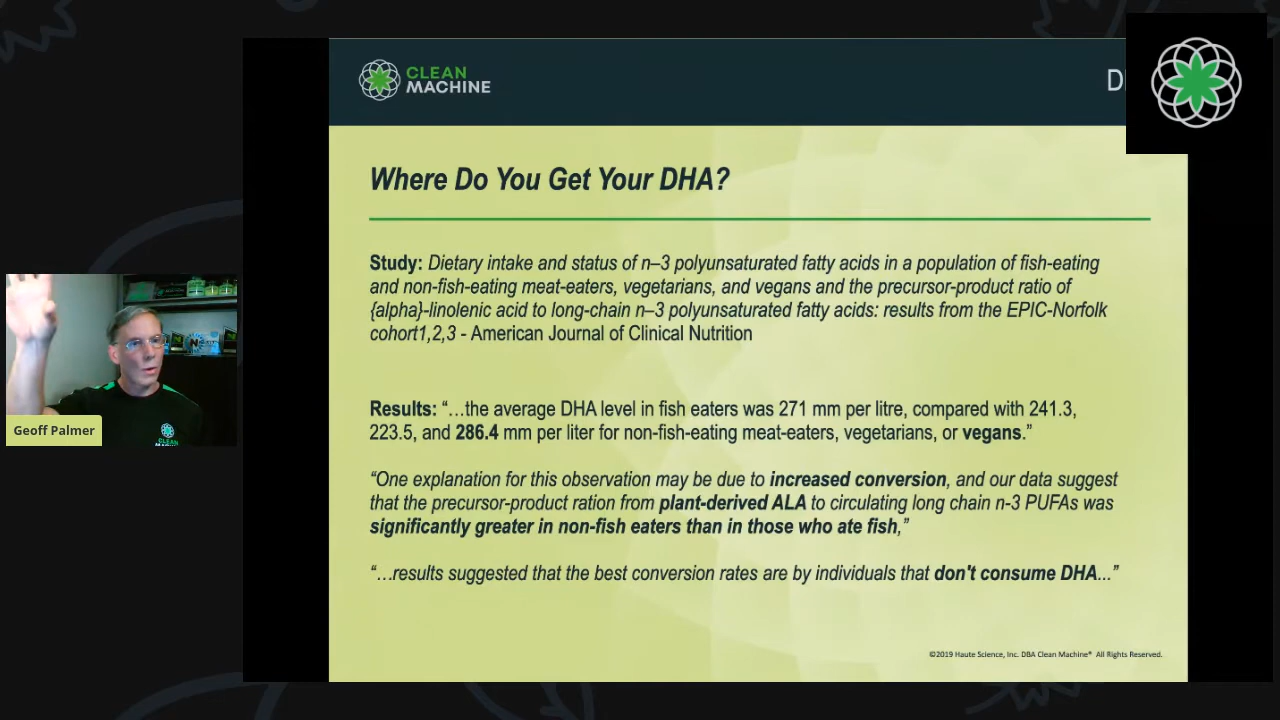 CLEAN
MACHINE
D
Where Do You Get Your DHA?
Study: Dietary intake and status of n–3 polyunsaturated fatty acids in a population of fish-eating
and non-fish-eating meat-eaters, vegetarians, and vegans and the precursor-product ratio of
{alpha}-linolenic acid to long-chain n–3 polyunsaturated fatty acids: results from the EPIC-Norfolk
cohort1,2,3 - American Journal of Clinical Nutrition
Results: “…the average DHA level in fish eaters was 271 mm per litre, compared with 241.3,
223.5, and 286.4 mm per liter for non-fish-eating meat-eaters, vegetarians, or vegans.”
“One explanation for this observation may be due to increased conversion, and our data suggest
that the precursor-product ration from plant-derived ALA to circulating long chain n-3 PUFAs was
significantly greater in non-fish eaters than in those who ate fish,”
“…results suggested that the best conversion rates are by individuals that don't consume DHA...”
©2019 Haute Science, Inc. DBA Clean Machine® All Rights Reserved.
Geoff Palmer
CLEAN